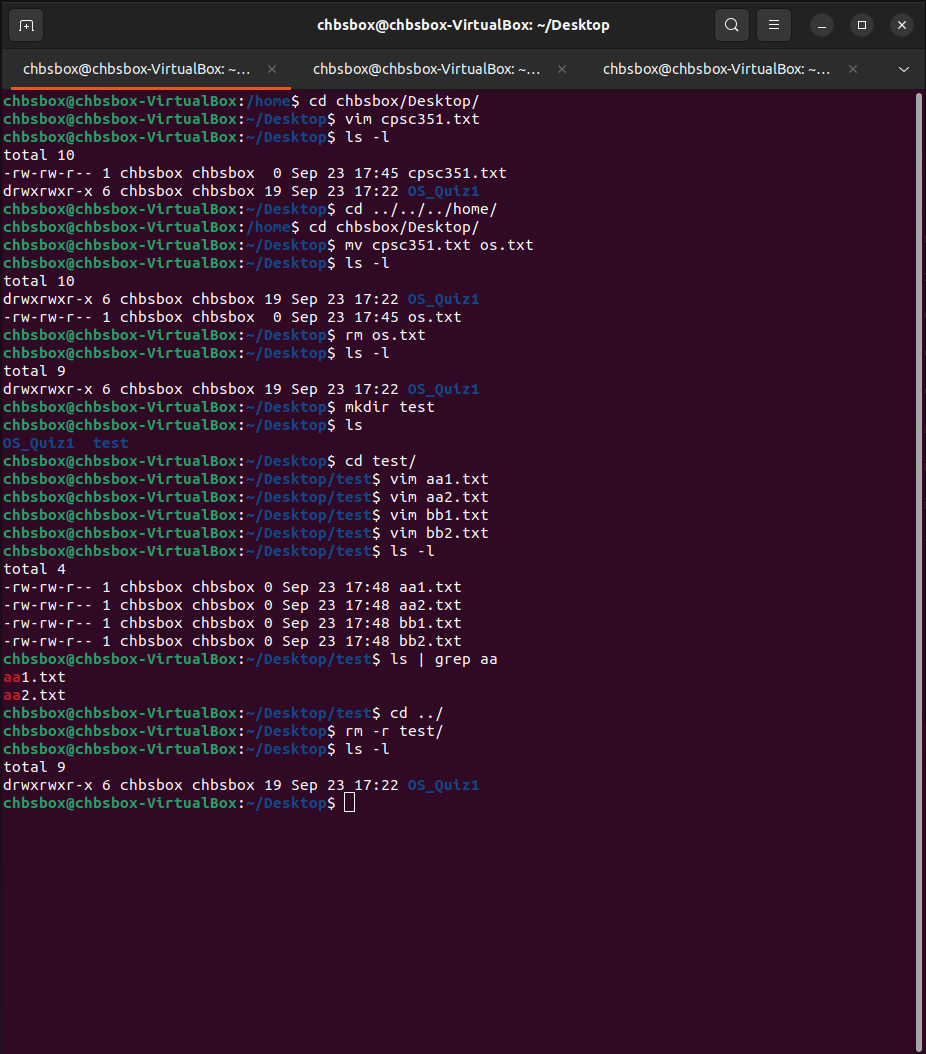 chbsbox@chbsbox-VirtualBox: ~/Desktop
chbsbox@chbsbox-VirtualBox: ~... chbsbox@chbsbox-VirtualBox: ~... chbsbox@chbsbox-VirtualBox: ~...
chbsbox@chbsbox-VirtualBox:/home$ cd chbsbox/Desktop/
chbsbox@chbsbox-VirtualBox:~/Desktop$ vim cpsc351.txt
chbsbox@chbsbox-VirtualBox:~/Desktop$ ls -l
total 10
-rw-rw-r-- 1 chbsbox chbsbox  0 Sep 23 17:45 cpsc351.txt
drwxrwxr-x 6 chbsbox chbsbox 19 Sep 23 17:22 OS_Quiz1
chbsbox@chbsbox-VirtualBox:~/Desktop$ cd ../../../home/
chbsbox@chbsbox-VirtualBox:/home$ cd chbsbox/Desktop/
chbsbox@chbsbox-VirtualBox:~/Desktop$ mv cpsc351.txt os.txt
chbsbox@chbsbox-VirtualBox:~/Desktop$ ls -l
total 10
drwxrwxr-x 6 chbsbox chbsbox 19 Sep 23 17:22 OS_Quiz1
-rw-rw-r-- 1 chbsbox chbsbox  0 Sep 23 17:45 os.txt
chbsbox@chbsbox-VirtualBox:~/Desktop$ rm os.txt
chbsbox@chbsbox-VirtualBox:~/Desktop$ ls -l
total 9
drwxrwxr-x 6 chbsbox chbsbox 19 Sep 23 17:22 OS_Quiz1
chbsbox@chbsbox-VirtualBox:~/Desktop$ mkdir test
chbsbox@chbsbox-VirtualBox:~/Desktop$ ls
OS_Quiz1  test
chbsbox@chbsbox-VirtualBox:~/Desktop$ cd test/
chbsbox@chbsbox-VirtualBox:~/Desktop/test$ vim aa1.txt
chbsbox@chbsbox-VirtualBox:~/Desktop/test$ vim aa2.txt
chbsbox@chbsbox-VirtualBox:~/Desktop/test$ vim bb1.txt
chbsbox@chbsbox-VirtualBox:~/Desktop/test$ vim bb2.txt
chbsbox@chbsbox-VirtualBox:~/Desktop/test$ ls -l
total 4
-rw-rw-r-- 1 chbsbox chbsbox 0 Sep 23 17:48 aa1.txt
-rw-rw-r-- 1 chbsbox chbsbox 0 Sep 23 17:48 aa2.txt
-rw-rw-r-- 1 chbsbox chbsbox 0 Sep 23 17:48 bb1.txt
-rw-rw-r-- 1 chbsbox chbsbox 0 Sep 23 17:48 bb2.txt
chbsbox@chbsbox-VirtualBox:~/Desktop/test$ ls | grep aa
aa1.txt
aa2.txt
chbsbox@chbsbox-VirtualBox:~/Desktop/test$ cd ../
chbsbox@chbsbox-VirtualBox:~/Desktop$ rm -r test/
chbsbox@chbsbox-VirtualBox:~/Desktop$ ls -l
total 9
drwxrwxr-x 6 chbsbox chbsbox 19 Sep 23 17:22 OS_Quiz1
chbsbox@chbsbox-VirtualBox:~/Desktop$